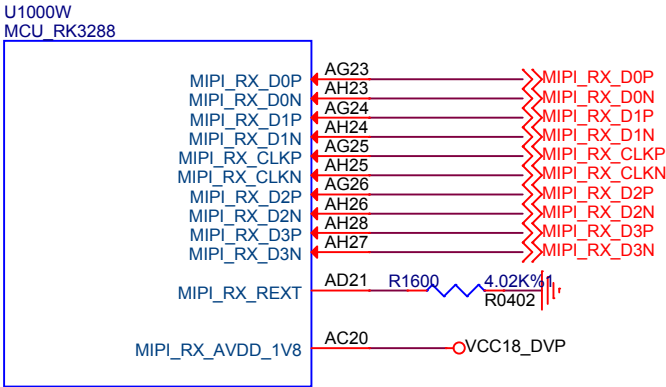 U1000W
MCU_RK3288
MIPI_RX_D0P AG23 MIPI_RX_D0P
MIPI_RX_D0N AH23 MIPI_RX_D0N
MIPI_RX_D1P AG24 MIPI_RX_D1P
MIPI_RX_D1N AH24 MIPI_RX_D1N
MIPI_RX_CLKP AG25 MIPI_RX_CLKP
MIPI_RX_CLKN AH25 MIPI_RX_CLKN
MIPI_RX_D2P AG26 MIPI_RX_D2P
MIPI_RX_D2N AH26 MIPI_RX_D2N
MIPI_RX_D3P AH28 MIPI_RX_D3P
MIPI_RX_D3N AH27 MIPI_RX_D3N
MIPI_RX_REXT AD21 R1600 4.02K%1
R0402
MIPI_RX_AVDD_1V8 AC20 VCC18_DVP